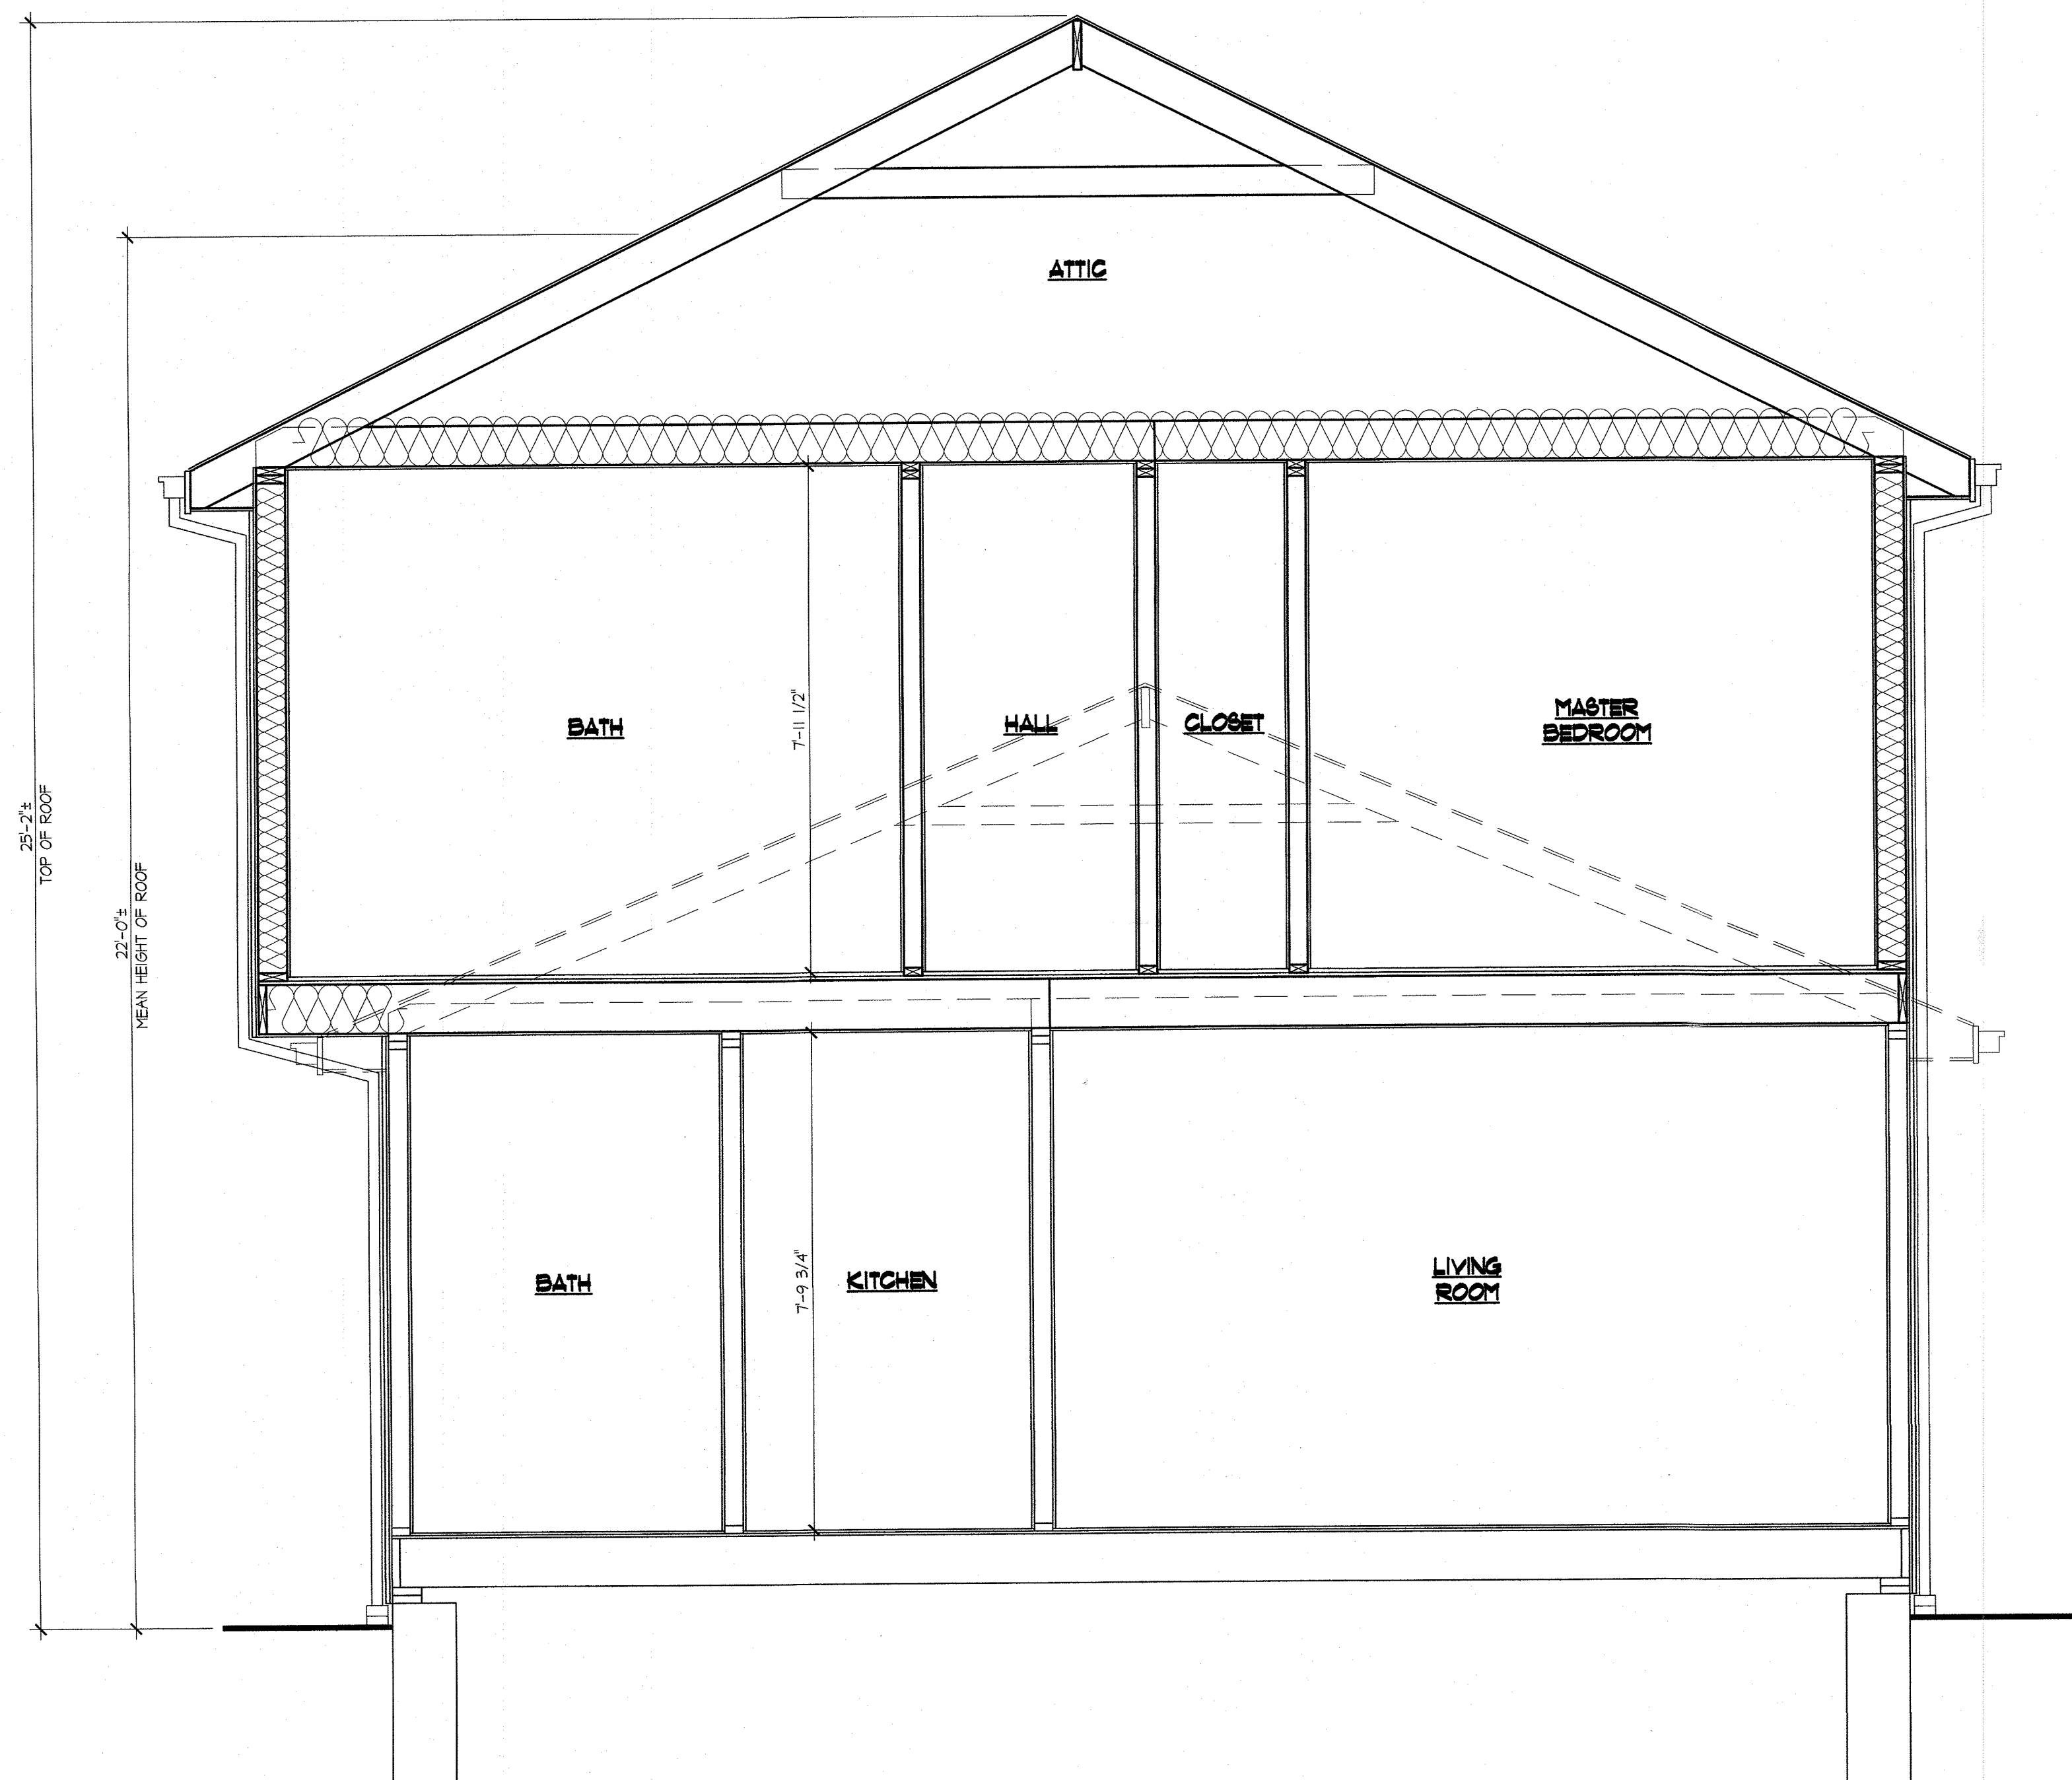 ATTIC
BATH
HALL
CLOSET
MASTER
BEDROOM
7'-11 1/2"
25'-2"±
TOP OF ROOF
22'-0"±
MEAN HEIGHT OF ROOF
BATH
KITCHEN
LIVING
ROOM
7'-9 3/4"